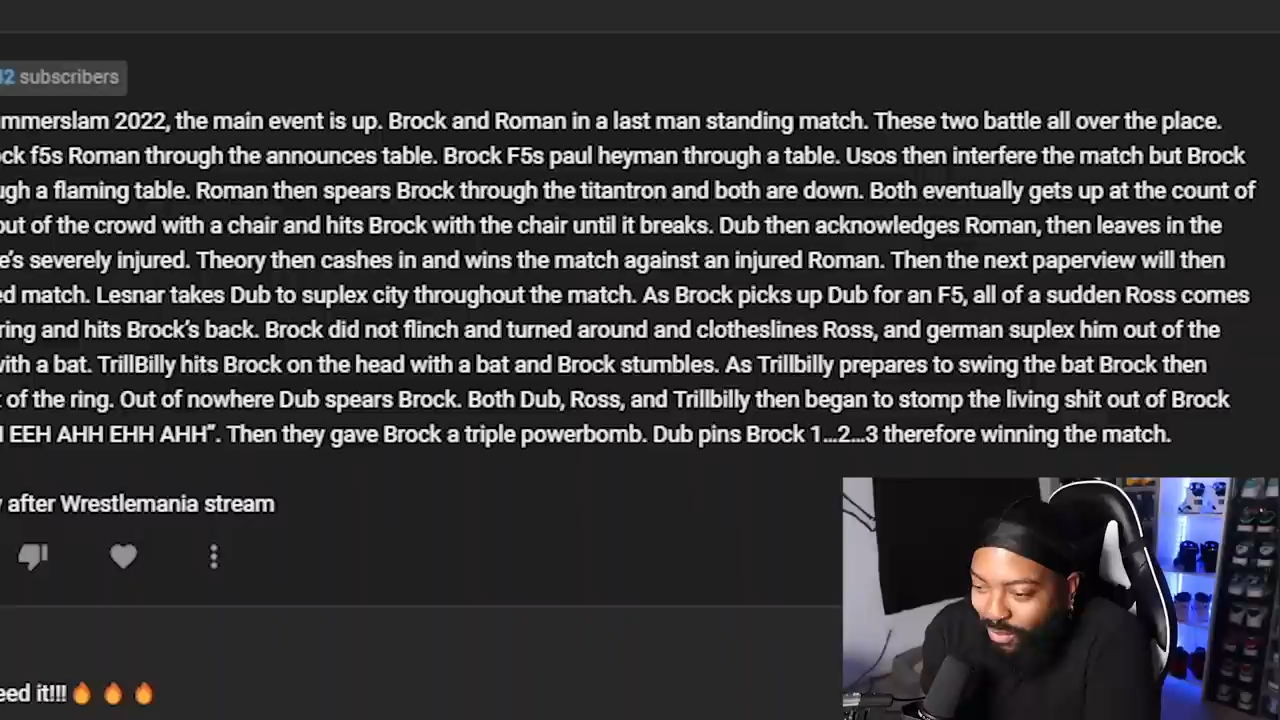 42 subscribers
mmerslam 2022, the main event is up. Brock and Roman in a last man standing match. These two battle all over the place.
ck f5s Roman through the announces table. Brock F5s paul heyman through a table. Usos then interfere the match but Brock
ugh a flaming table. Roman then spears Brock through the titantron and both are down. Both eventually gets up at the count of
out of the crowd with a chair and hits Brock with the chair until it breaks. Dub then acknowledges Roman, then leaves in the
e's severely injured. Theory then cashes in and wins the match against an injured Roman. Then the next paperview will then
ed match. Lesnar takes Dub to suplex city throughout the match. As Brock picks up Dub for an F5, all of a sudden Ross comes
ring and hits Brock's back. Brock did not flinch and turned around and clotheslines Ross, and german suplex him out of the
with a bat. TrillBilly hits Brock on the head with a bat and Brock stumbles. As Trillbilly prepares to swing the bat Brock then
of the ring. Out of nowhere Dub spears Brock. Both Dub, Ross, and Trillbilly then began to stomp the living shit out of Brock
EEH AHH EHH AHH”. Then they gave Brock a triple powerbomb. Dub pins Brock 1...2...3 therefore winning the match.
after Wrestlemania stream
eed it!!!🔥🔥🔥